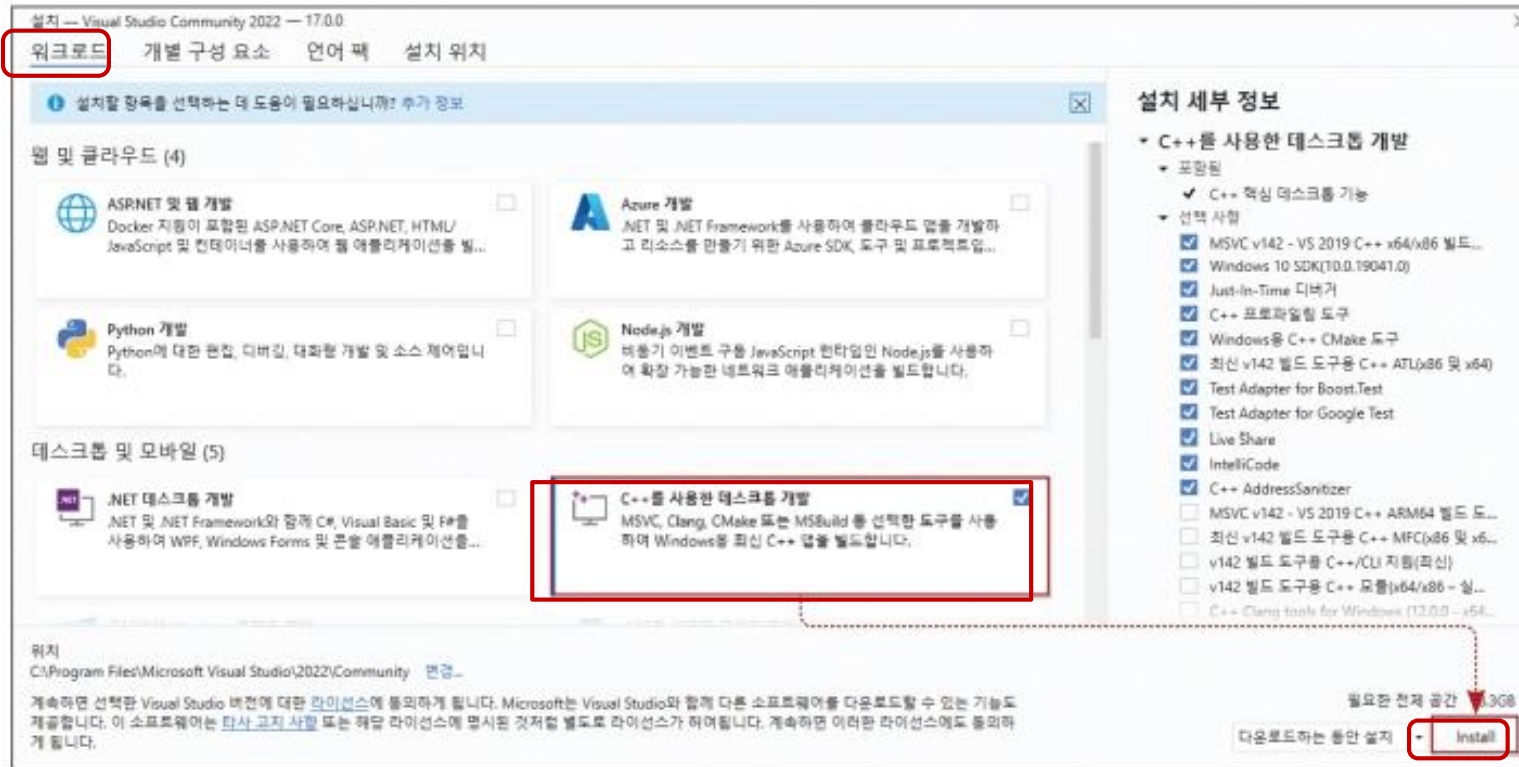 설치 — Visual Studio Community 2022 — 17.0.0
워크로드 개별 구성 요소 언어 팩 설치 위치
설치할 항목을 선택하는 데 도움이 필요하십니까? 추가 정보
웹 및 클라우드 (4)
ASP.NET 및 웹 개발
Docker 지원이 포함된 ASP.NET Core, ASP.NET, HTML/
JavaScript 및 컨테이너를 사용하여 웹 애플리케이션을 빌...
Azure 개발
.NET 및 .NET Framework를 사용하여 클라우드 앱을 개발하
고 리소스를 만들기 위한 Azure SDK, 도구 및 프로젝트입...
Python 개발
Python에 대한 편집, 디버깅, 대화형 개발 및 소스 제어입니
다.
Node.js 개발
비동기 이벤트 구동 JavaScript 런타임인 Node.js를 사용하
여 확장 가능한 네트워크 애플리케이션을 빌드합니다.
데스크톱 및 모바일 (5)
.NET 데스크톱 개발
.NET 및 .NET Framework와 함께 C#, Visual Basic 및 F#을
사용하여 WPF, Windows Forms 및 콘솔 애플리케이션을...
C++를 사용한 데스크톱 개발
MSVC, Clang, CMake 또는 MSBuild 등 선택한 도구를 사용
하여 Windows용 최신 C++ 앱을 빌드합니다.
설치 세부 정보
C++를 사용한 데스크톱 개발
포함됨
C++ 핵심 데스크톱 기능
선택 사항
MSVC v142 - VS 2019 C++ x64/x86 빌드...
Windows 10 SDK(10.0.19041.0)
Just-In-Time 디버거
C++ 프로파일링 도구
Windows용 C++ CMake 도구
최신 v142 빌드 도구용 C++ ATL(x86 및 x64)
Test Adapter for Boost.Test
Test Adapter for Google Test
Live Share
IntelliCode
C++ AddressSanitizer
MSVC v142 - VS 2019 C++ ARM64 빌드 도...
최신 v142 빌드 도구용 C++ MFC(x86 및 x6...
v142 빌드 도구용 C++/CLI 지원(최신)
v142 빌드 도구용 C++ 모듈(x64/x86 – 실...
C++ Clang tools for Windows (12.0.0 - x64...
위치
C:\Program Files\Microsoft Visual Studio\2022\Community 변경...
계속하면 선택한 Visual Studio 버전에 대한 라이선스에 동의하게 됩니다. Microsoft는 Visual Studio와 함께 다른 소프트웨어를 다운로드할 수 있는 기능도
제공합니다. 이 소프트웨어는 타사 고지 사항 또는 해당 라이선스에 명시된 것처럼 별도로 라이선스가 허여됩니다. 계속하면 이러한 라이선스에도 동의하
게 됩니다.
필요한 전체 공간
다운로드하는 동안 설치 Install